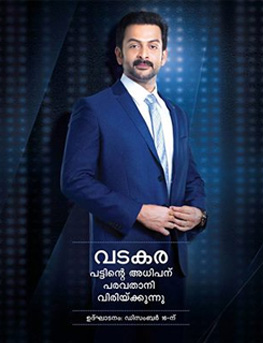 വടകര
പട്ടിന്റെ അധിപന്
പരവതാനി
വിരിയ്ക്കുന്നു
ഉദ്ഘാടനം: ഡിസംബർ 16-ന്